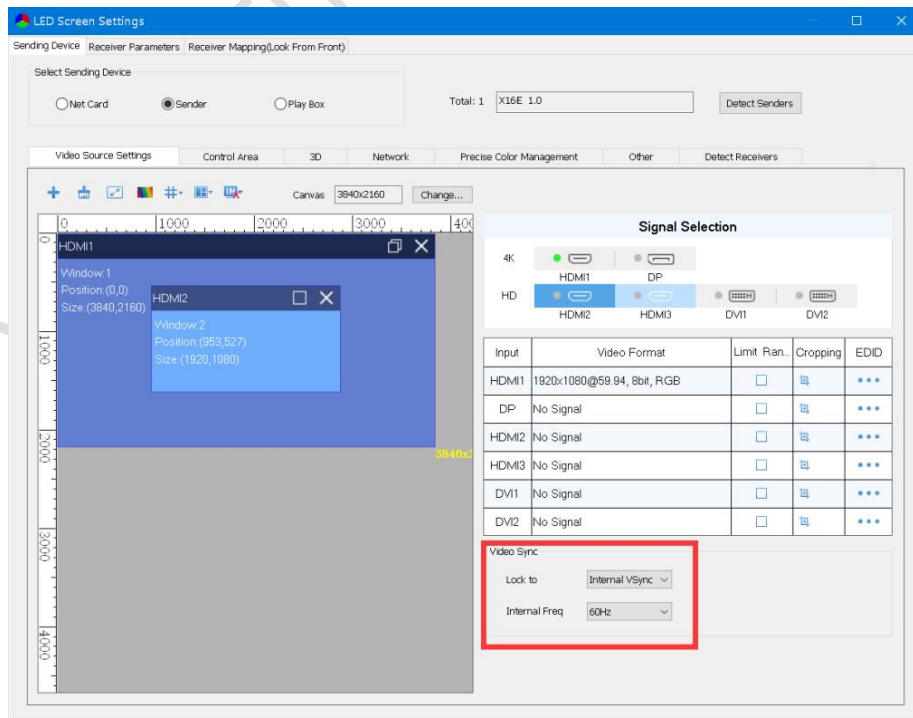 LED Screen Settings
Sending Device Receiver Parameters Receiver Mapping(Look From Front)
Select Sending Device
Net Card Sender Play Box Total: 1 X16E 1.0 Detect Senders
Video Source Settings Control Area 3D Network Precise Color Management Other Detect Receivers
Canvas 3840x2160 Change...
0 1000 2000 3000 400
0
1000
2000
3000
4000
HDMI1
Window:1
Position:(0,0)
Size:(3840,2160)
HDMI2
Window:2
Position:(953,527)
Size:(1920,1080)
3840x2
Signal Selection
4K HDMI1 DP
HD HDMI2 HDMI3 DVI1 DVI2
Input Video Format Limit Ran... Cropping EDID
HDMI1 1920x1080@59.94, 8bit, RGB
DP No Signal
HDMI2 No Signal
HDMI3 No Signal
DVI1 No Signal
DVI2 No Signal
Video Sync
Lock to Internal VSync
Internal Freq 60Hz